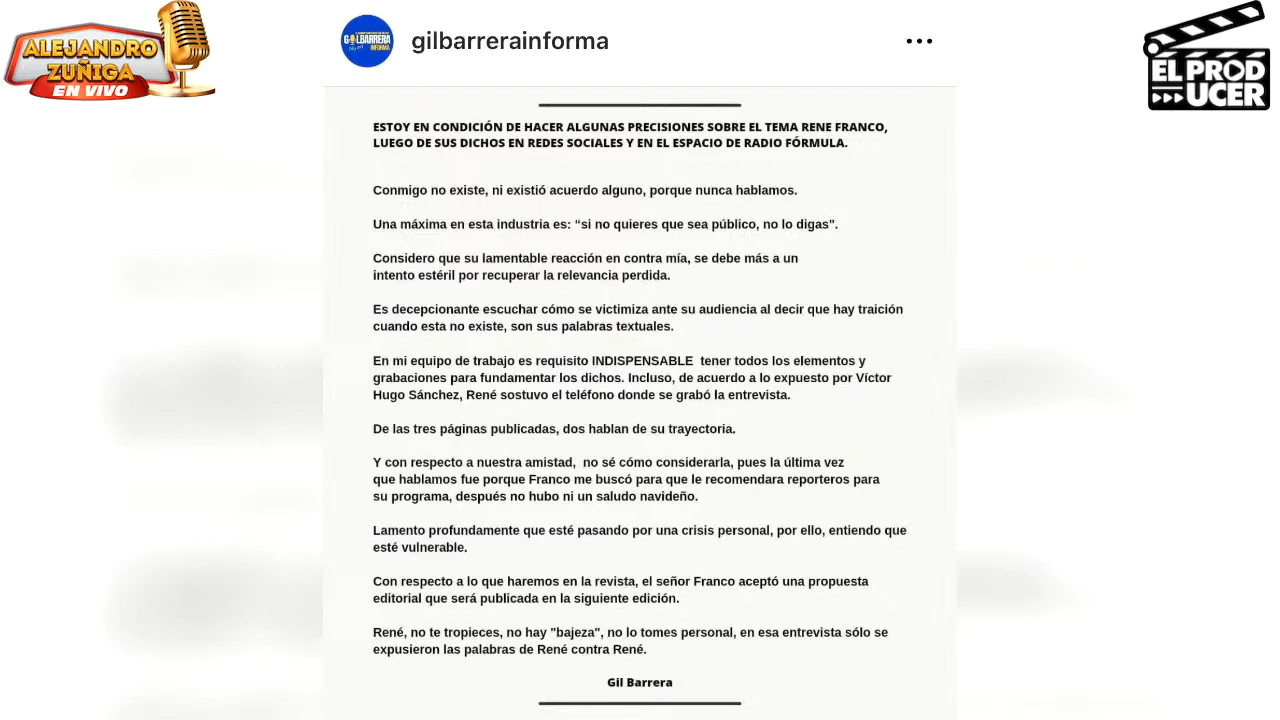 ALEJANDRO
ZUÑIGA
EN VIVO
GILBARRERA
INFORMA
gilbarrerainforma
EL PROD
UCER
ESTOY EN CONDICIÓN DE HACER ALGUNAS PRECISIONES SOBRE EL TEMA RENE FRANCO,
LUEGO DE SUS DICHOS EN REDES SOCIALES Y EN EL ESPACIO DE RADIO FÓRMULA.
Conmigo no existe, ni existió acuerdo alguno, porque nunca hablamos.
Una máxima en esta industria es: “si no quieres que sea público, no lo digas".
Considero que su lamentable reacción en contra mía, se debe más a un
intento estéril por recuperar la relevancia perdida.
Es decepcionante escuchar cómo se victimiza ante su audiencia al decir que hay traición
cuando esta no existe, son sus palabras textuales.
En mi equipo de trabajo es requisito INDISPENSABLE tener todos los elementos y
grabaciones para fundamentar los dichos. Incluso, de acuerdo a lo expuesto por Víctor
Hugo Sánchez, René sostuvo el teléfono donde se grabó la entrevista.
De las tres páginas publicadas, dos hablan de su trayectoria.
Y con respecto a nuestra amistad, no sé cómo considerarla, pues la última vez
que hablamos fue porque Franco me buscó para que le recomendara reporteros para
su programa, después no hubo ni un saludo navideño.
Lamento profundamente que esté pasando por una crisis personal, por ello, entiendo que
esté vulnerable.
Con respecto a lo que haremos en la revista, el señor Franco aceptó una propuesta
editorial que será publicada en la siguiente edición.
René, no te tropieces, no hay "bajeza", no lo tomes personal, en esa entrevista sólo se
expusieron las palabras de René contra René.
Gil Barrera